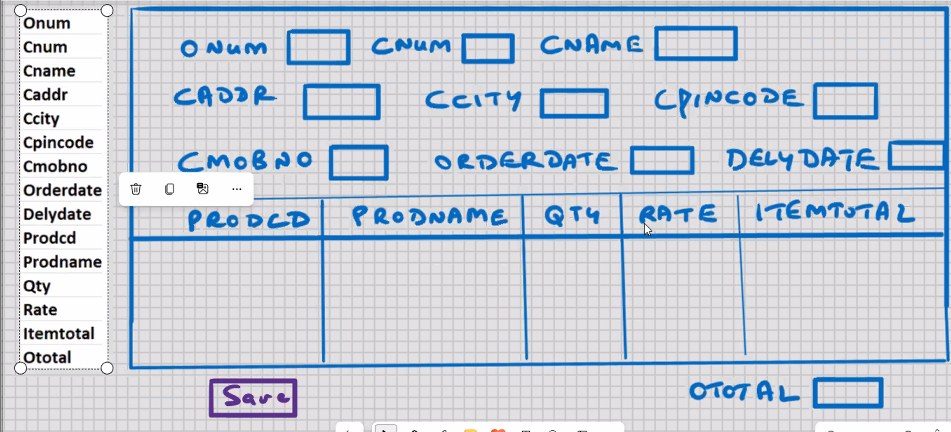 Onum
Cnum
Cname
Caddr
Ccity
Cpincode
Cmobno
Orderdate
Delydate
Prodcd
Prodname
Qty
Rate
Itemtotal
Ototal
ONUM CNUM CNAME
CADDR CCITY CPINCODE
CMOBNO ORDERDATE DELYDATE
PRODCD PRODNAME QTY RATE ITEMTOTAL
Save OTOTAL